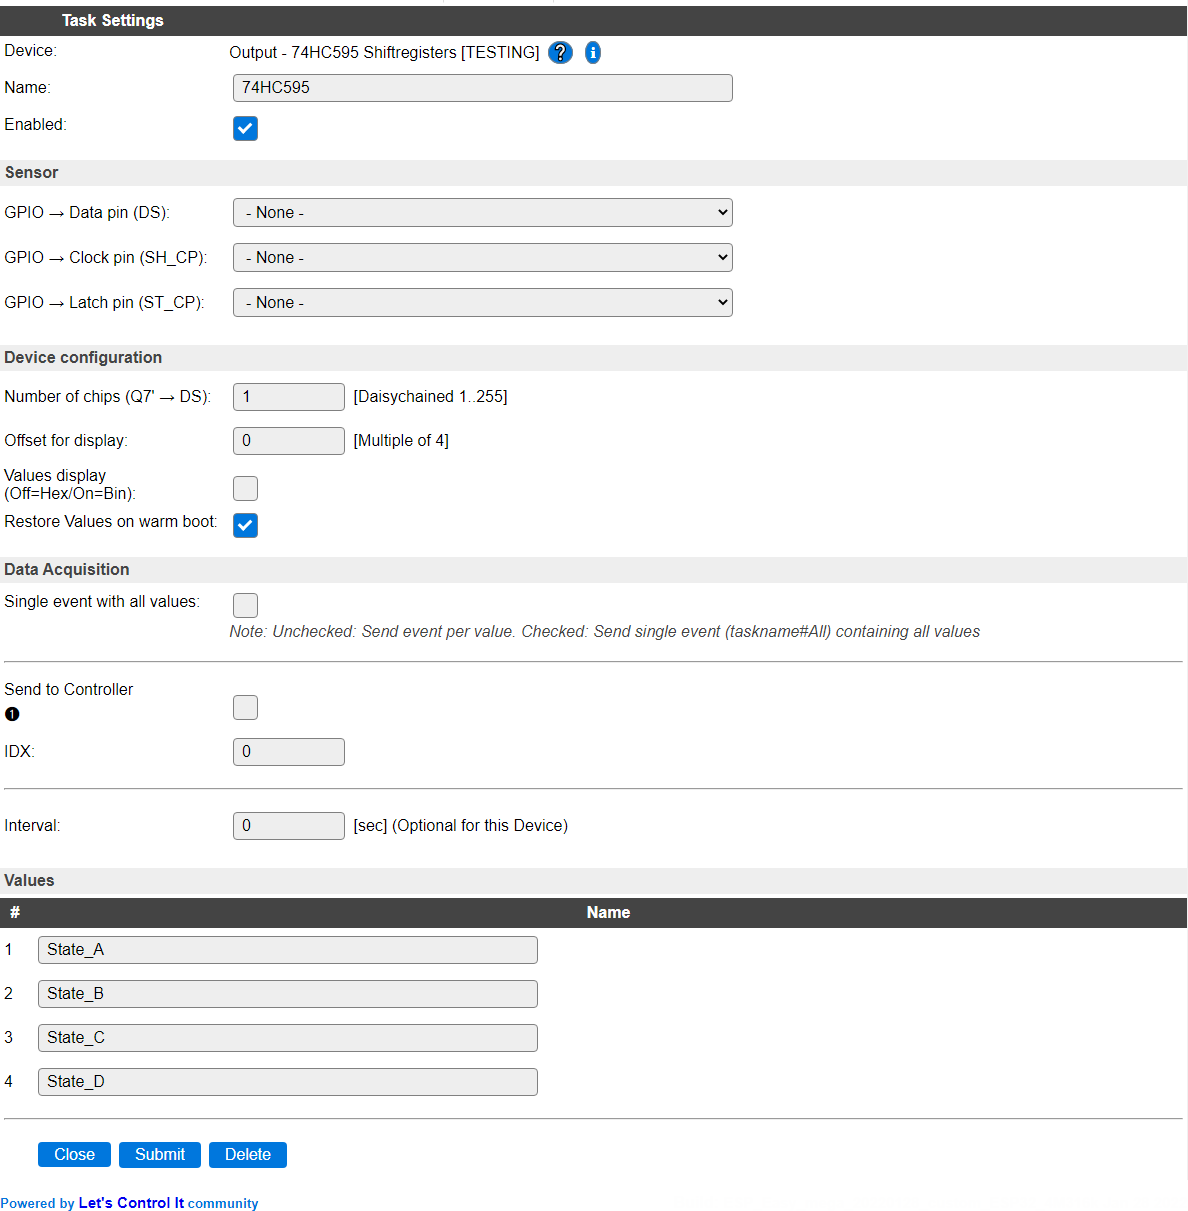 Task Settings
Device: Output - 74HC595 Shiftregisters [TESTING] ? i
Name: 74HC595
Enabled:
Sensor
GPIO → Data pin (DS): - None -
GPIO → Clock pin (SH_CP): - None -
GPIO → Latch pin (ST_CP): - None -
Device configuration
Number of chips (Q7' → DS): 1 [Daisychained 1..255]
Offset for display: 0 [Multiple of 4]
Values display
(Off=Hex/On=Bin):
Restore Values on warm boot:
Data Acquisition
Single event with all values:
Note: Unchecked: Send event per value. Checked: Send single event (taskname#All) containing all values
Send to Controller
❶
IDX: 0
Interval: 0 [sec] (Optional for this Device)
Values
# Name
1 State_A
2 State_B
3 State_C
4 State_D
Close Submit Delete
Powered by Let's Control It community